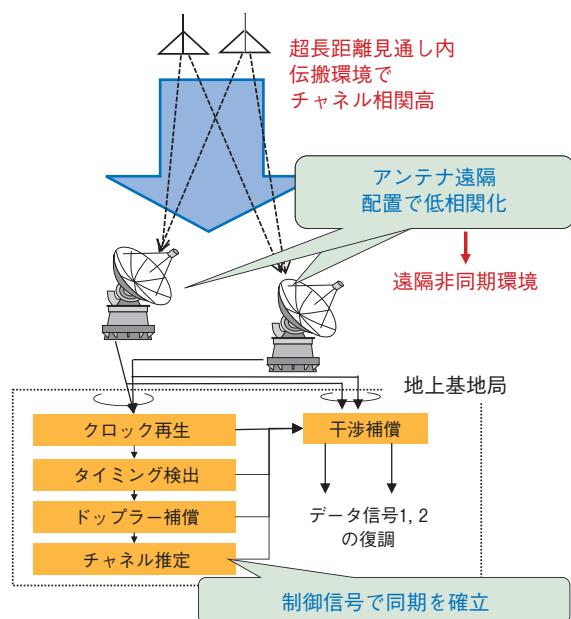 超長距離見通し内
伝搬環境で
チャネル相関高
アンテナ遠隔
配置で低相関化
遠隔非同期環境
地上基地局
クロック再生
干渉補償
タイミング検出
ドップラー補償
データ信号1, 2
の復調
チャネル推定
制御信号で同期を確立